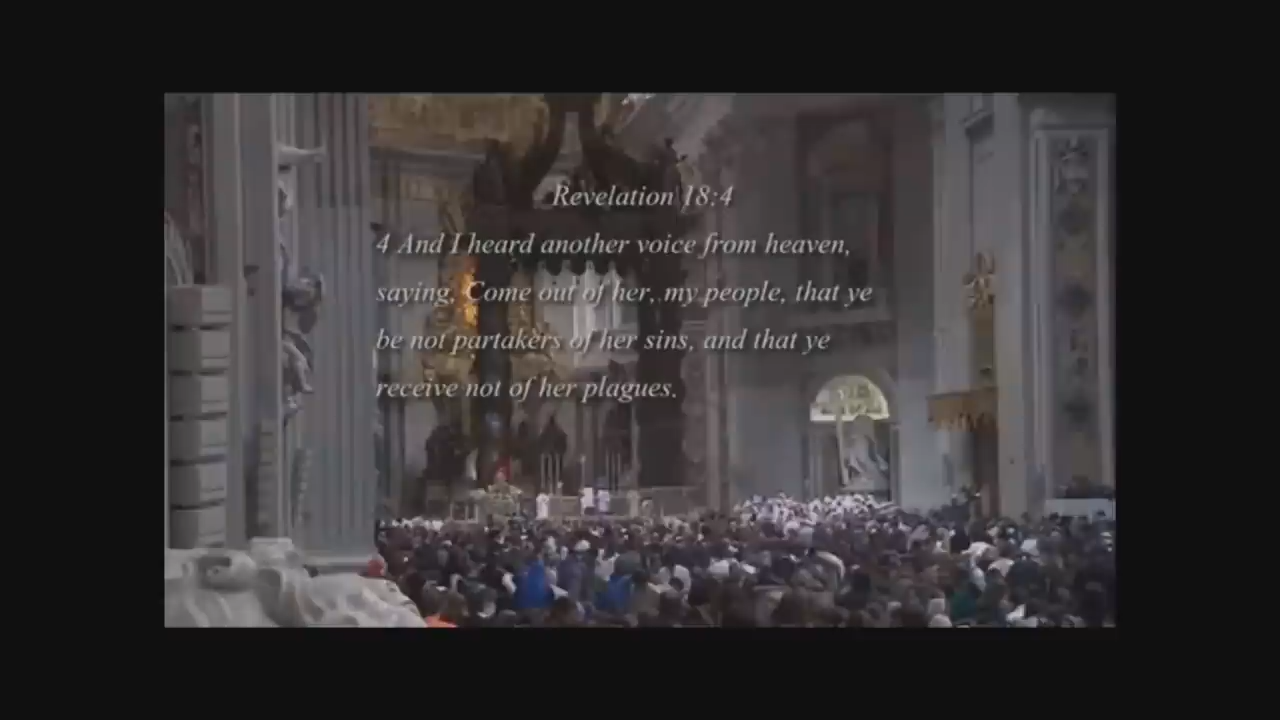 Revelation 18:4
4 And I heard another voice from heaven,
saying, Come out of her, my people, that ye
be not partakers of her sins, and that ye
receive not of her plagues.